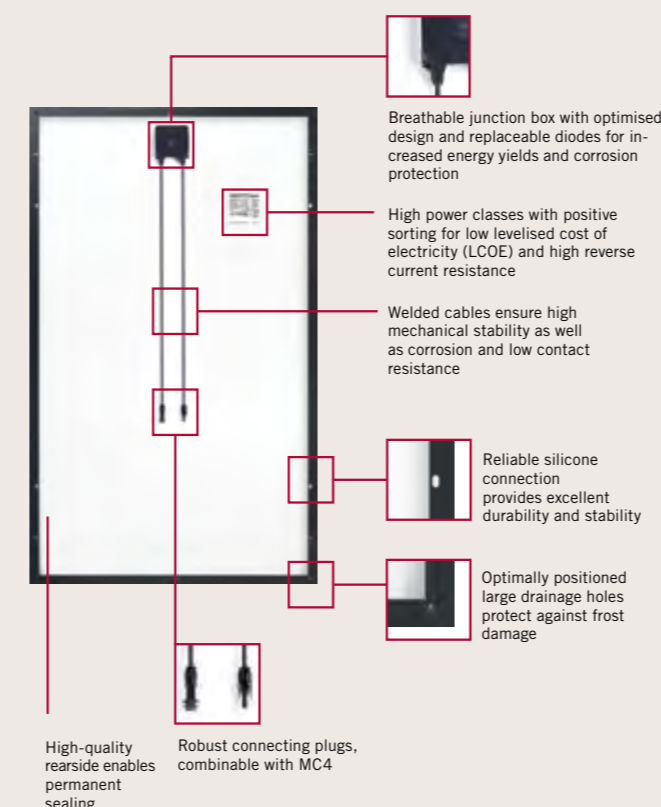 Breathable junction box with optimised
design and replaceable diodes for in-
creased energy yields and corrosion
protection
High power classes with positive
sorting for low levelised cost of
electricity (LCOE) and high reverse
current resistance
Welded cables ensure high
mechanical stability as well
as corrosion and low contact
resistance
Reliable silicone
connection
provides excellent
durability and stability
Optimally positioned
large drainage holes
protect against frost
damage
High-quality
rearside enables
permanent
sealing
Robust connecting plugs,
combinable with MC4